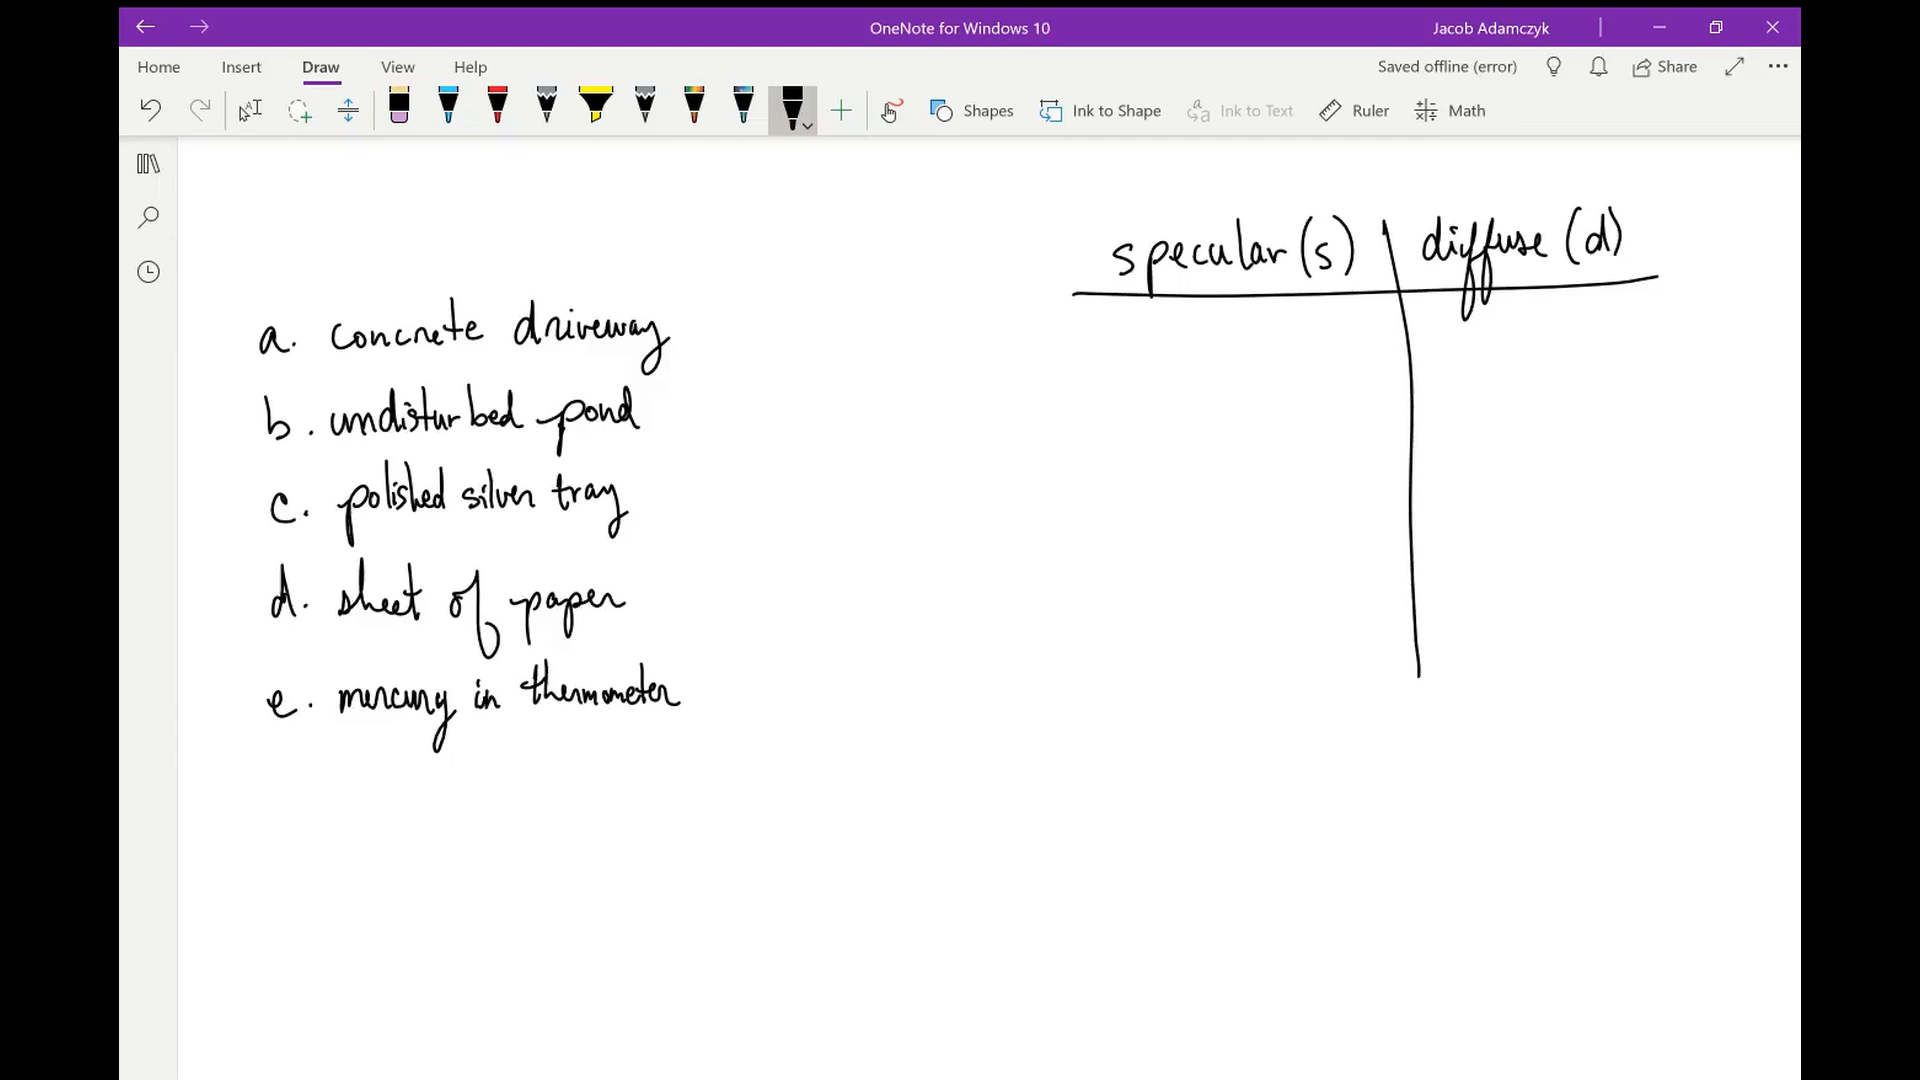 OneNote for Windows 10
Jacob Adamczyk
Home Insert Draw View Help
Saved offline (error)
Share
Shapes
Ink to Shape
Ink to Text
Ruler
Math
specular (s) diffuse (d)
a. concrete driveway
b. undisturbed pond
c. polished silver tray
d. sheet of paper
e. mercury in thermometer